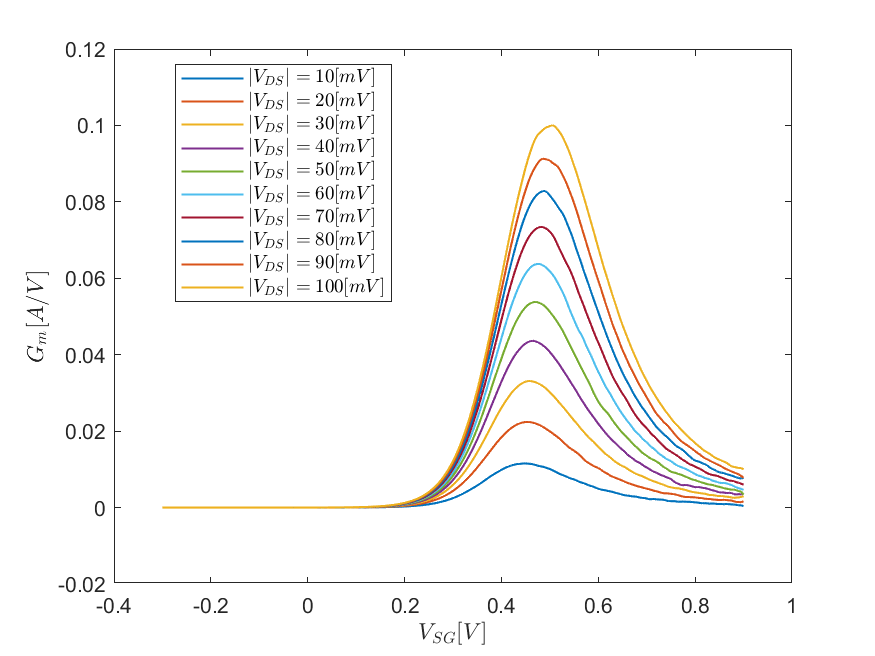 0.12
0.1
0.08
0.06
0.04
0.02
0
-0.02
G_m[A/V]
|V_DS| = 10[mV]
|V_DS| = 20[mV]
|V_DS| = 30[mV]
|V_DS| = 40[mV]
|V_DS| = 50[mV]
|V_DS| = 60[mV]
|V_DS| = 70[mV]
|V_DS| = 80[mV]
|V_DS| = 90[mV]
|V_DS| = 100[mV]
-0.4 -0.2 0 0.2 0.4 0.6 0.8 1
V_SG[V]